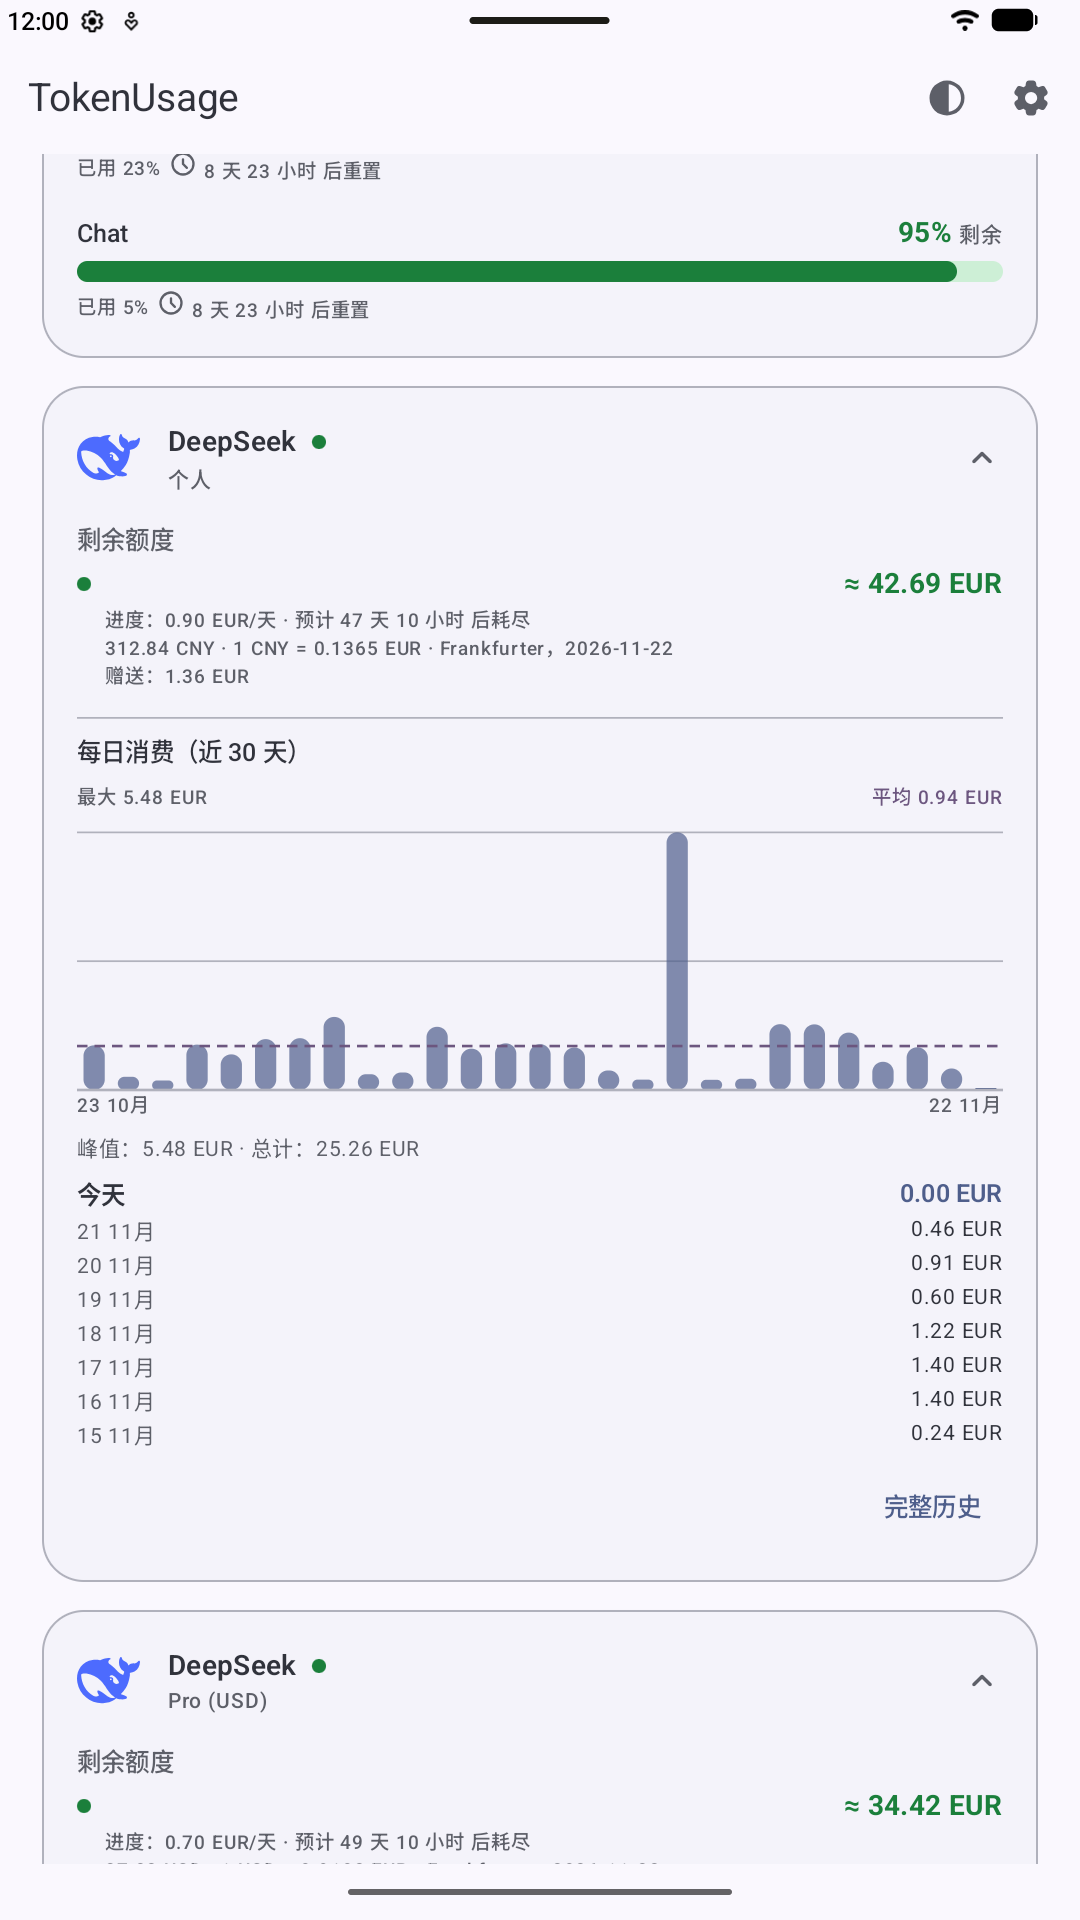 12:00
TokenUsage
已用 23% 8 天 23 小时 后重置
Chat 95% 剩余
已用 5% 8 天 23 小时 后重置
DeepSeek
个人
剩余额度
≈ 42.69 EUR
进度：0.90 EUR/天 · 预计 47 天 10 小时 后耗尽
312.84 CNY · 1 CNY = 0.1365 EUR · Frankfurter，2026-11-22
赠送：1.36 EUR
每日消费（近 30 天）
最大 5.48 EUR 平均 0.94 EUR
23 10月 22 11月
峰值：5.48 EUR · 总计：25.26 EUR
今天 0.00 EUR
21 11月 0.46 EUR
20 11月 0.91 EUR
19 11月 0.60 EUR
18 11月 1.22 EUR
17 11月 1.40 EUR
16 11月 1.40 EUR
15 11月 0.24 EUR
完整历史
DeepSeek
Pro (USD)
剩余额度
≈ 34.42 EUR
进度：0.70 EUR/天 · 预计 49 天 10 小时 后耗尽